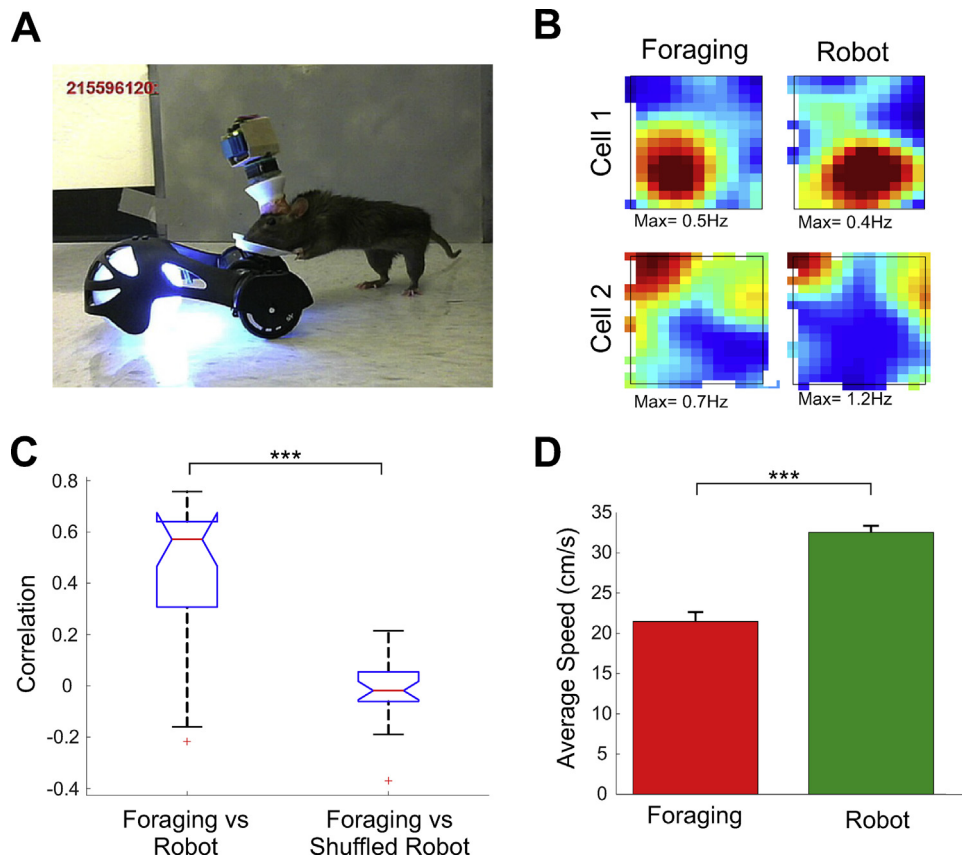 A
215596120:
B
Foraging
Robot
Cell 1
Max= 0.5Hz
Max= 0.4Hz
Cell 2
Max= 0.7Hz
Max= 1.2Hz
C
***
0.8
0.6
0.4
0.2
0
-0.2
-0.4
Correlation
Foraging vs
Robot
Foraging vs
Shuffled Robot
D
***
35
30
25
20
15
10
5
0
Average Speed (cm/s)
Foraging
Robot